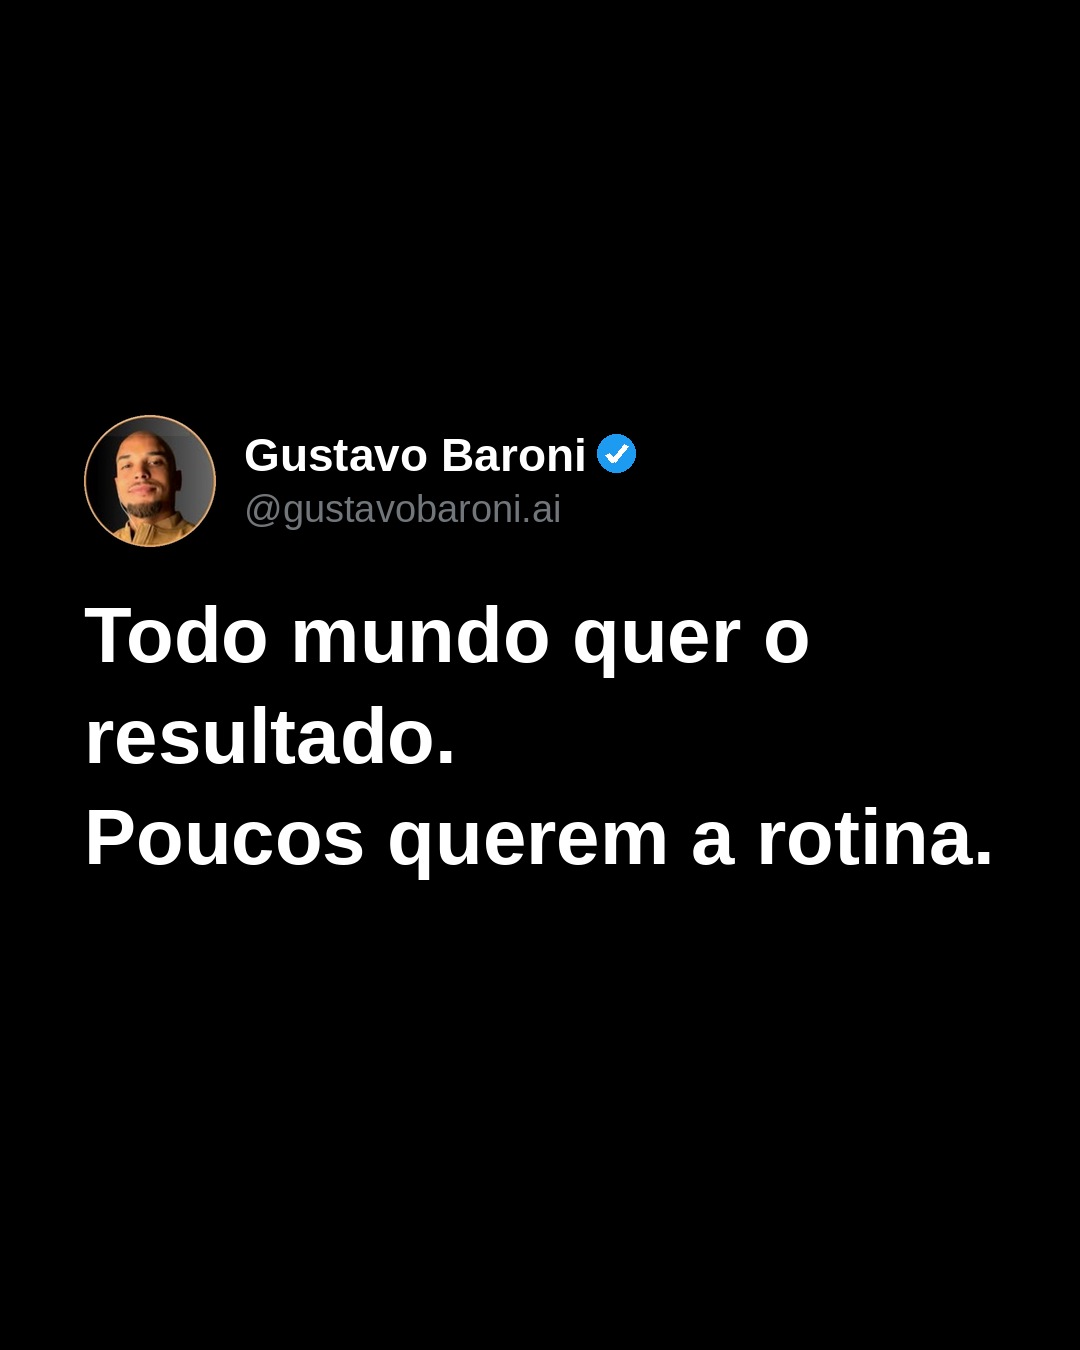 Gustavo Baroni
@gustavobaroni.ai
Todo mundo quer o
resultado.
Poucos querem a rotina.